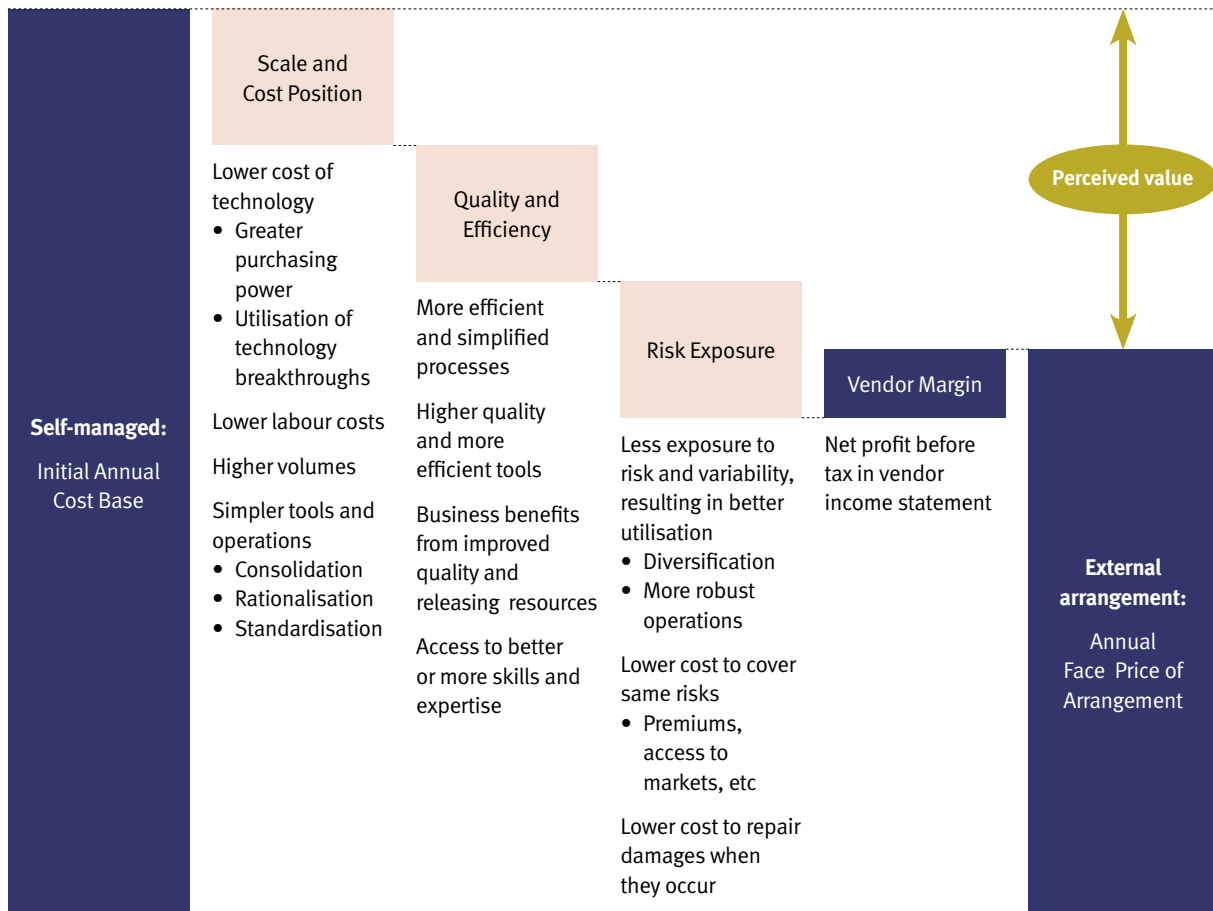 Self-managed:
Initial Annual
Cost Base
Scale and
Cost Position
Lower cost of
technology
• Greater
purchasing
power
• Utilisation of
technology
breakthroughs
Lower labour costs
Higher volumes
Simpler tools and
operations
• Consolidation
• Rationalisation
• Standardisation
Quality and
Efficiency
More efficient
and simplified
processes
Higher quality
and more
efficient tools
Business benefits
from improved
quality and
releasing resources
Access to better
or more skills and
expertise
Risk Exposure
Less exposure to
risk and variability,
resulting in better
utilisation
• Diversification
• More robust
operations
Lower cost to cover
same risks
• Premiums,
access to
markets, etc
Lower cost to repair
damages when
they occur
Vendor Margin
Net profit before
tax in vendor
income statement
Perceived value
External
arrangement:
Annual
Face Price of
Arrangement